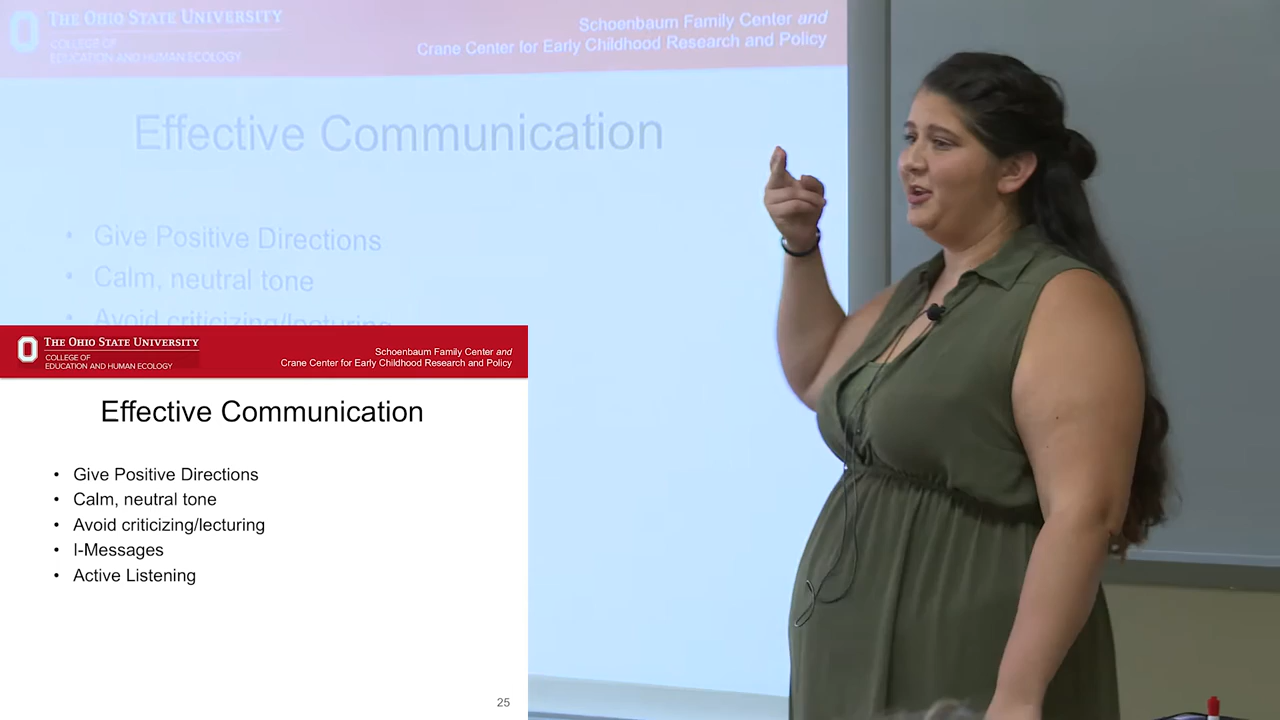 THE OHIO STATE UNIVERSITY
COLLEGE OF
EDUCATION AND HUMAN ECOLOGY
Schoenbaum Family Center and
Crane Center for Early Childhood Research and Policy
Effective Communication
• Give Positive Directions
• Calm, neutral tone
• Avoid criticizing/lecturing
THE OHIO STATE UNIVERSITY
COLLEGE OF
EDUCATION AND HUMAN ECOLOGY
Schoenbaum Family Center and
Crane Center for Early Childhood Research and Policy
Effective Communication
• Give Positive Directions
• Calm, neutral tone
• Avoid criticizing/lecturing
• I-Messages
• Active Listening
25